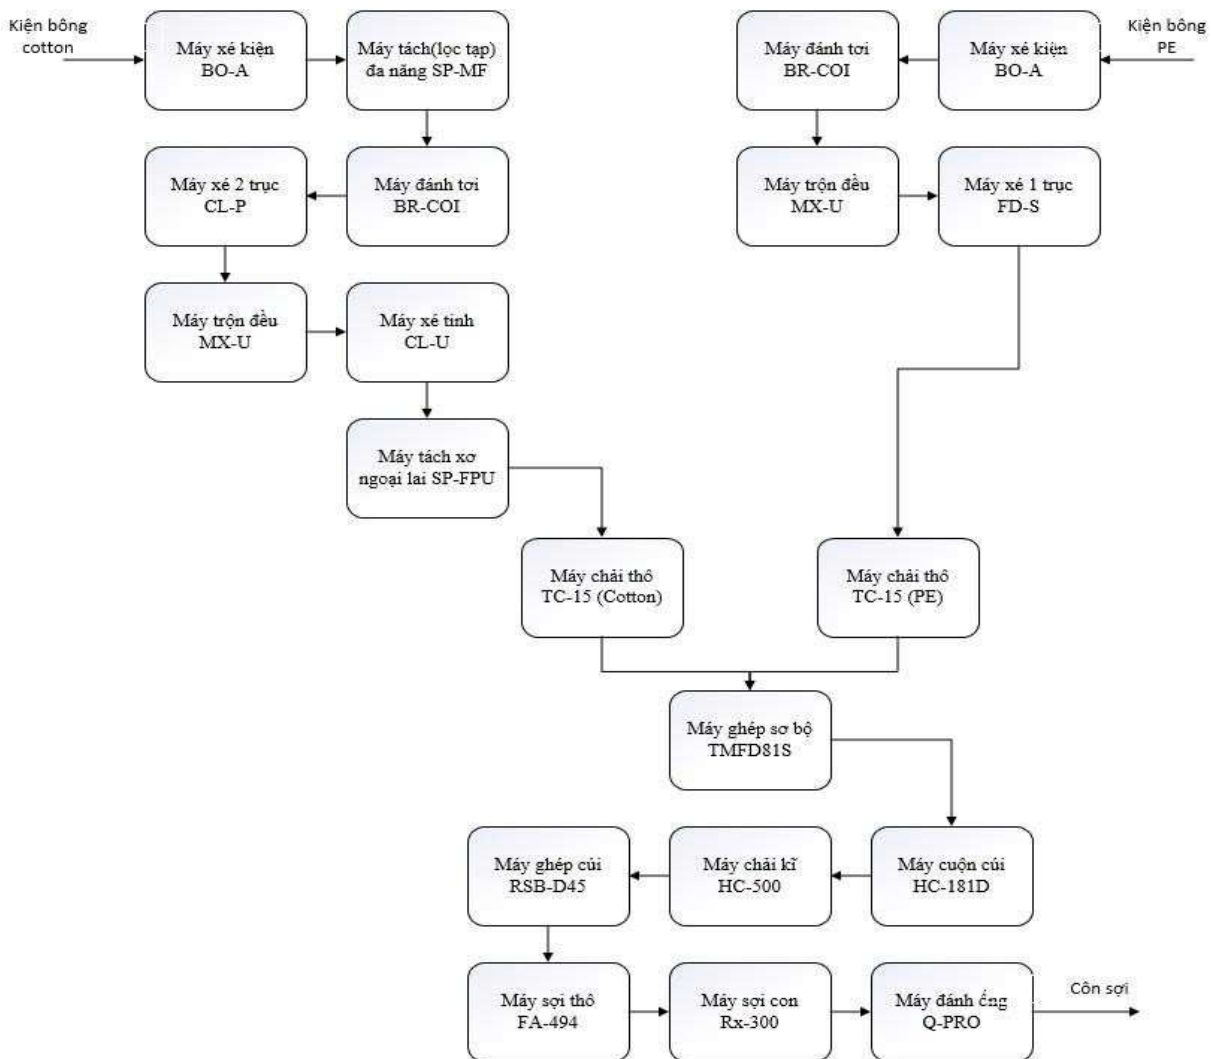 Kiện bông
cotton
Máy xé kiện
BO-A
Máy tách(lọc tạp)
đa năng SP-MF
Máy đánh tơi
BR-COI
Máy xé kiện
BO-A
Kiện bông
PE
Máy xé 2 trục
CL-P
Máy đánh tơi
BR-COI
Máy trộn đều
MX-U
Máy xé 1 trục
FD-S
Máy trộn đều
MX-U
Máy xé tinh
CL-U
Máy tách xơ
ngoại lai SP-FPU
Máy chải thô
TC-15 (Cotton)
Máy chải thô
TC-15 (PE)
Máy ghép sơ bộ
TMFD81S
Máy ghép cúi
RSB-D45
Máy chải kĩ
HC-500
Máy cuộn cúi
HC-181D
Máy sợi thô
FA-494
Máy sợi con
Rx-300
Máy đánh ống
Q-PRO
Côn sợi